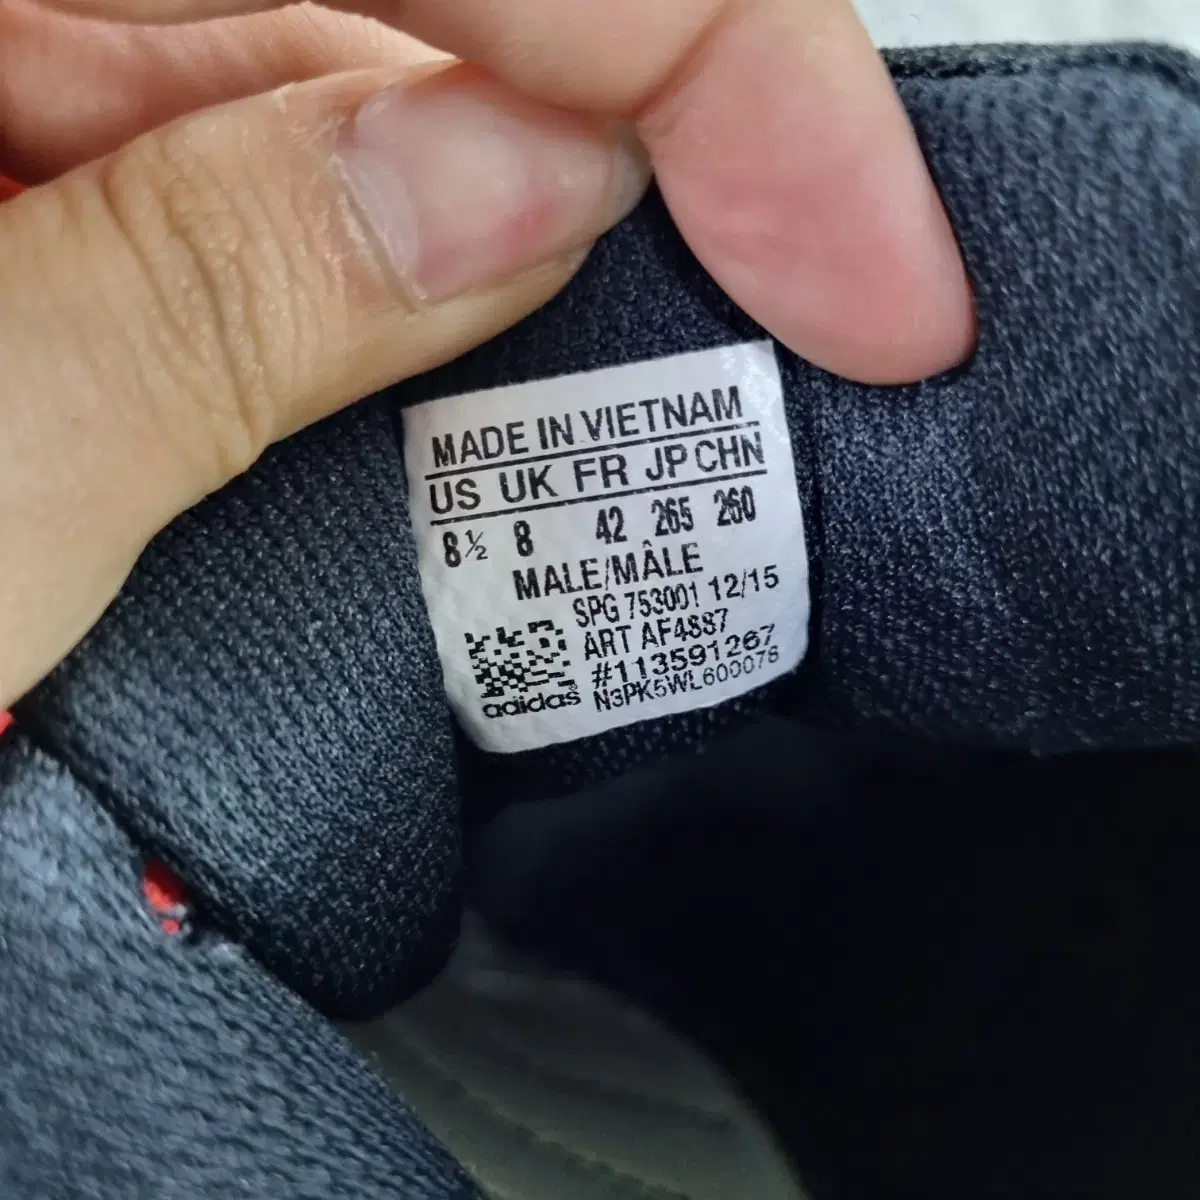 MADE IN VIETNAM
US UK FR JP CHN
8½ 8 42 265 260
MALE/MÂLE
SPG 753001 12/15
ART AF4887
#113591267
N3PK5WL600076
adidas